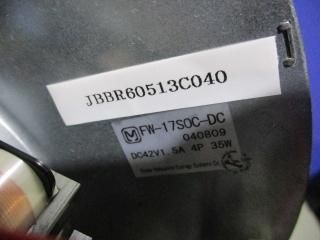 JBBR60513C040
FW-17SOC-DC
040809
DC42V1.5A 4P 35W